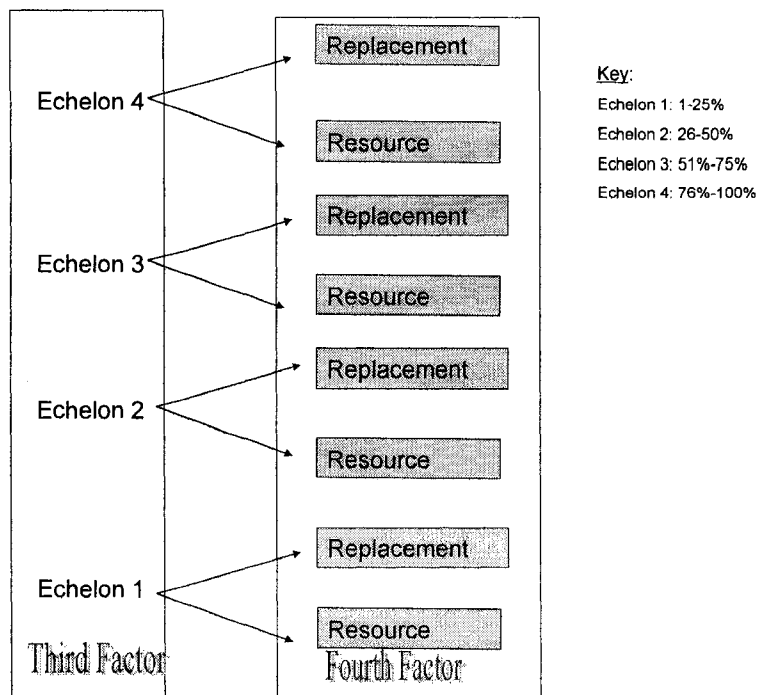 Replacement
Echelon 4
Resource
Replacement
Echelon 3
Resource
Replacement
Echelon 2
Resource
Replacement
Echelon 1
Resource
Third Factor
Fourth Factor
Key:
Echelon 1: 1-25%
Echelon 2: 26-50%
Echelon 3: 51%-75%
Echelon 4: 76%-100%